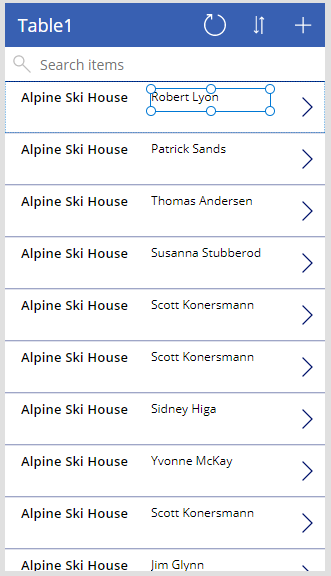 Table1
Search items
Alpine Ski House Robert Lyon
Alpine Ski House Patrick Sands
Alpine Ski House Thomas Andersen
Alpine Ski House Susanna Stubberod
Alpine Ski House Scott Konersmann
Alpine Ski House Scott Konersmann
Alpine Ski House Sidney Higa
Alpine Ski House Yvonne McKay
Alpine Ski House Scott Konersmann
Alpine Ski House Jim Glynn